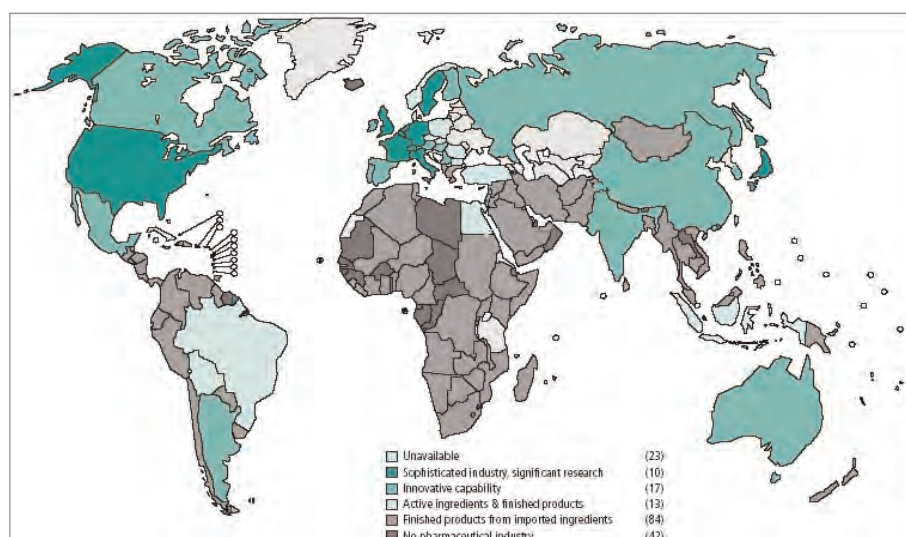 Unavailable (23)
Sophisticated industry, significant research (10)
Innovative capability (17)
Active ingredients & finished products (13)
Finished products from imported ingredients (84)
No pharmaceutical industry (42)